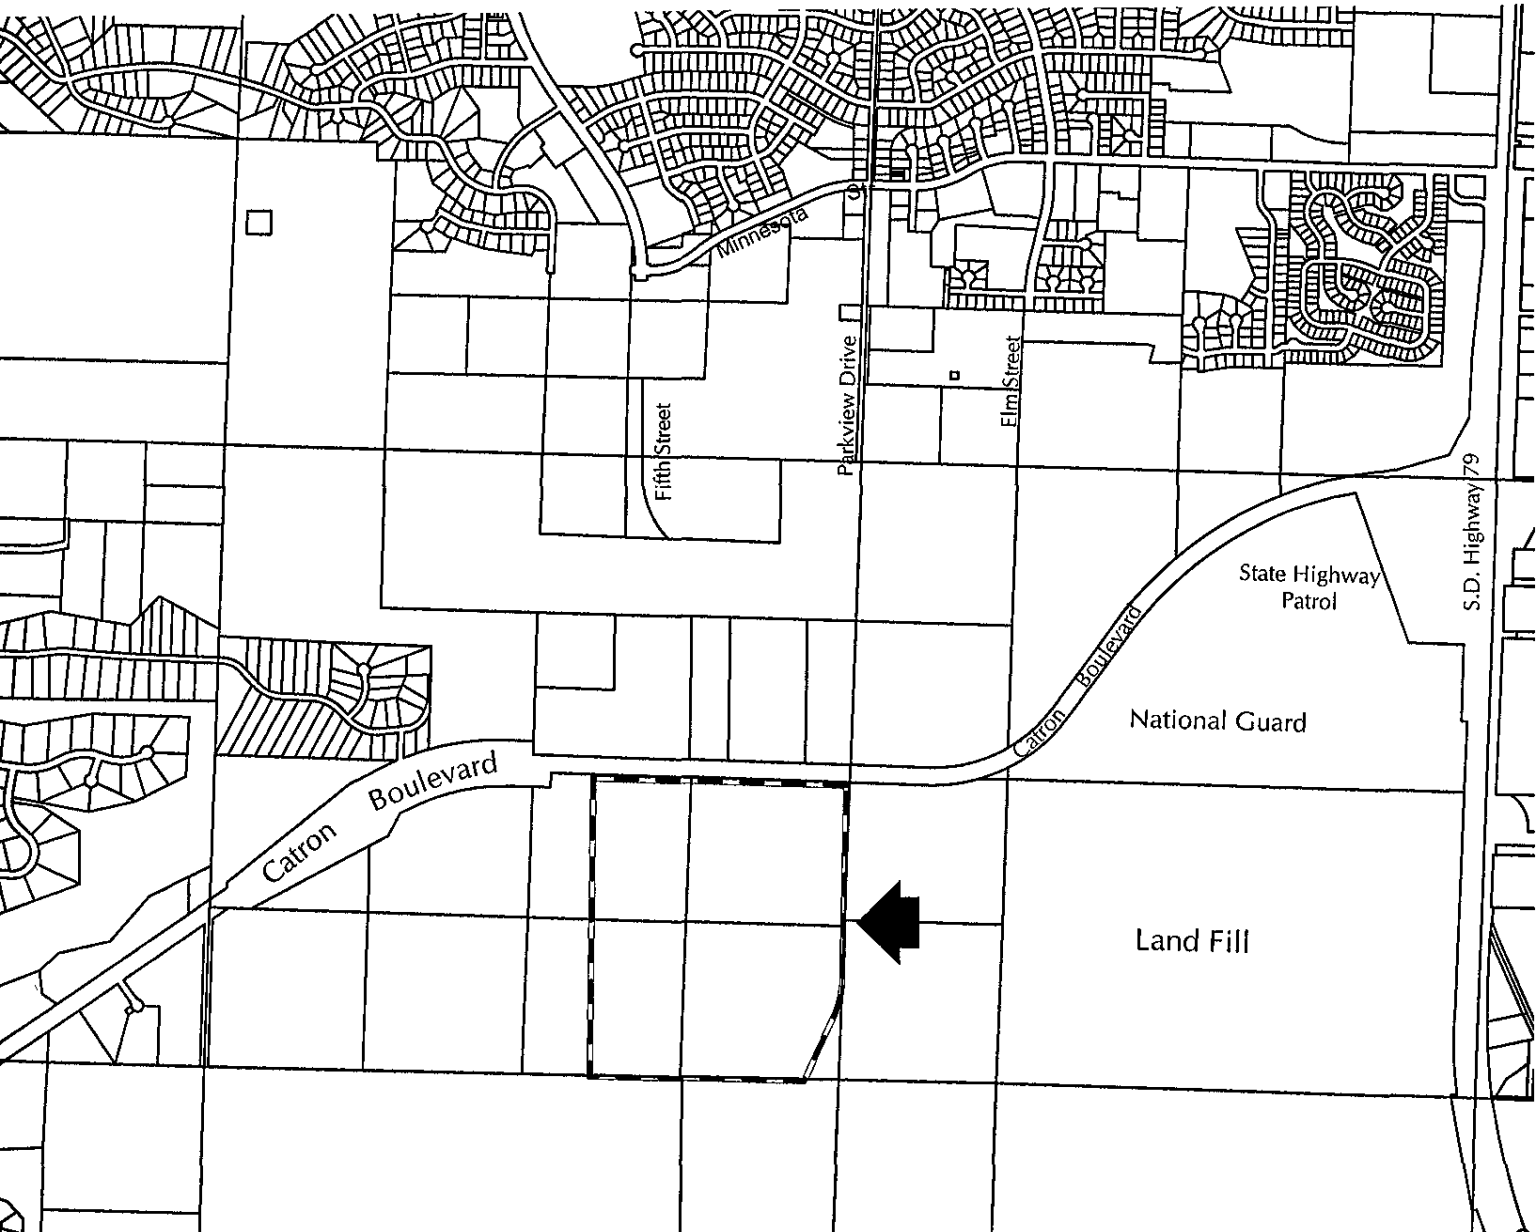 Minnesota
Parkview Drive
Elm Street
Fifth Street
S.D. Highway 79
State Highway
Patrol
Catron Boulevard
National Guard
Catron Boulevard
Land Fill